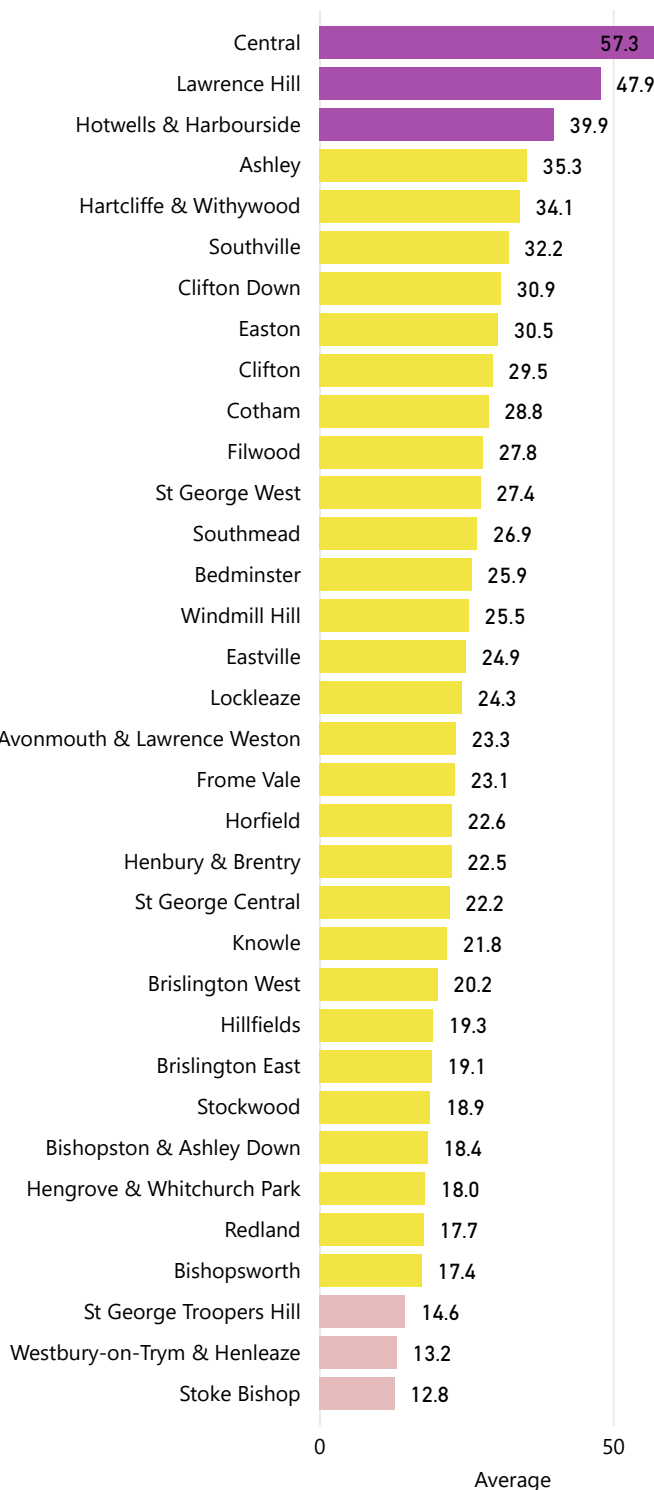 Central 57.3
Lawrence Hill 47.9
Hotwells & Harbourside 39.9
Ashley 35.3
Hartcliffe & Withywood 34.1
Southville 32.2
Clifton Down 30.9
Easton 30.5
Clifton 29.5
Cotham 28.8
Filwood 27.8
St George West 27.4
Southmead 26.9
Bedminster 25.9
Windmill Hill 25.5
Eastville 24.9
Lockleaze 24.3
Avonmouth & Lawrence Weston 23.3
Frome Vale 23.1
Horfield 22.6
Henbury & Brentry 22.5
St George Central 22.2
Knowle 21.8
Brislington West 20.2
Hillfields 19.3
Brislington East 19.1
Stockwood 18.9
Bishopston & Ashley Down 18.4
Hengrove & Whitchurch Park 18.0
Redland 17.7
Bishopsworth 17.4
St George Troopers Hill 14.6
Westbury-on-Trym & Henleaze 13.2
Stoke Bishop 12.8
0 50
Average